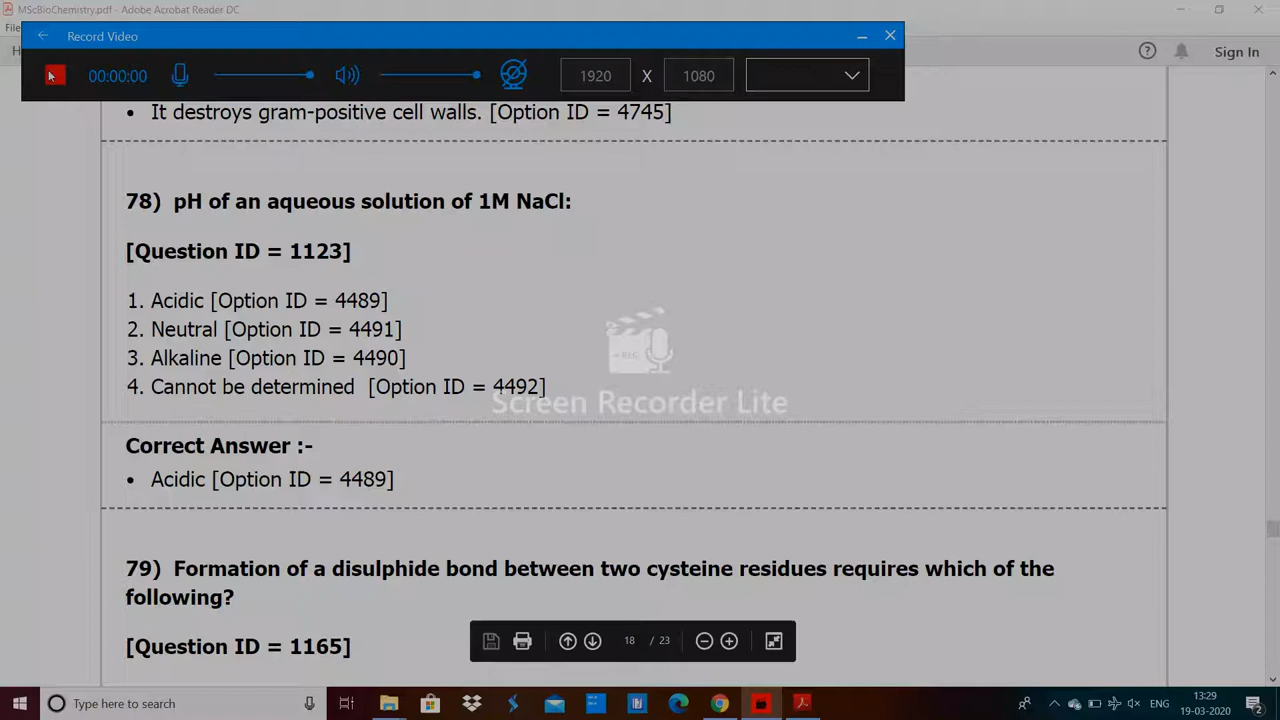 MScBioChemistry.pdf - Adobe Acrobat Reader DC
File
Record Video
H
Sign In
00:00:00
1920 X 1080
• It destroys gram-positive cell walls. [Option ID = 4745]
78) pH of an aqueous solution of 1M NaCl:
[Question ID = 1123]
1. Acidic [Option ID = 4489]
2. Neutral [Option ID = 4491]
3. Alkaline [Option ID = 4490]
4. Cannot be determined [Option ID = 4492]
REC
Screen Recorder Lite
Correct Answer :-
• Acidic [Option ID = 4489]
79) Formation of a disulphide bond between two cysteine residues requires which of the
following?
[Question ID = 1165]
18 / 23
Type here to search
ENG
13:29
19-03-2020
2